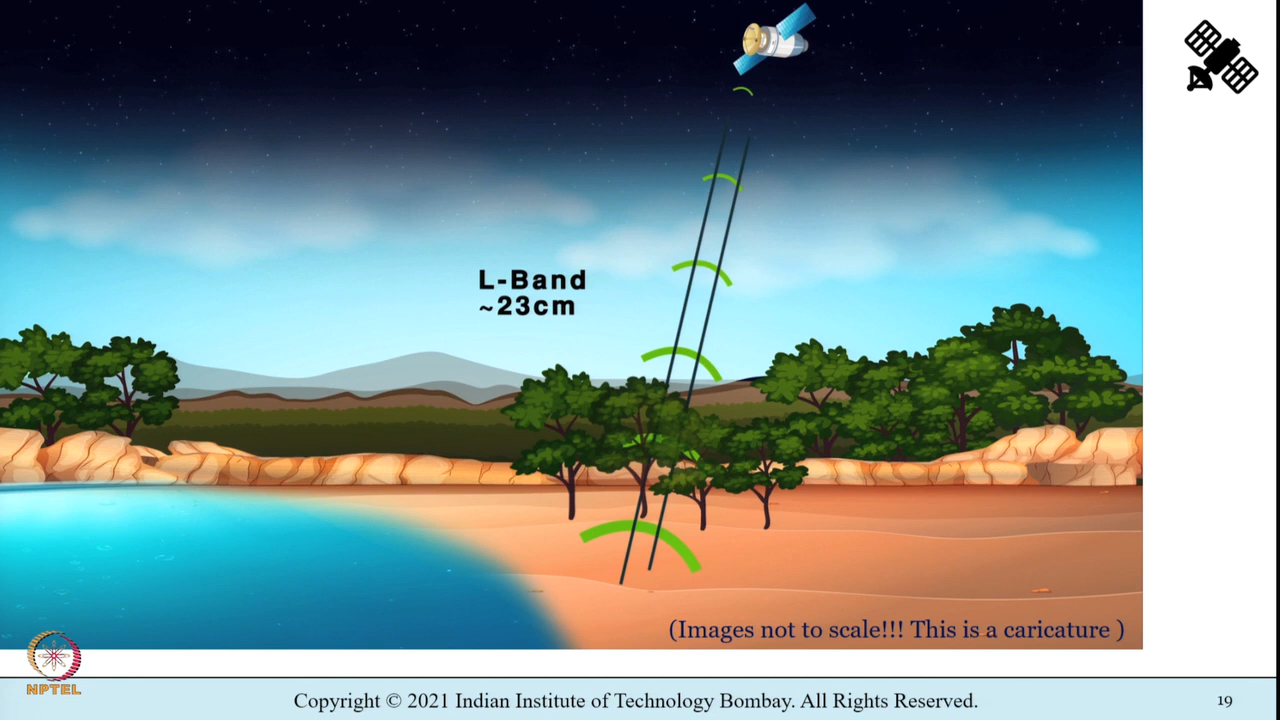 L-Band
~23cm
(Images not to scale!!! This is a caricature )
NPTEL
Copyright © 2021 Indian Institute of Technology Bombay. All Rights Reserved.
19